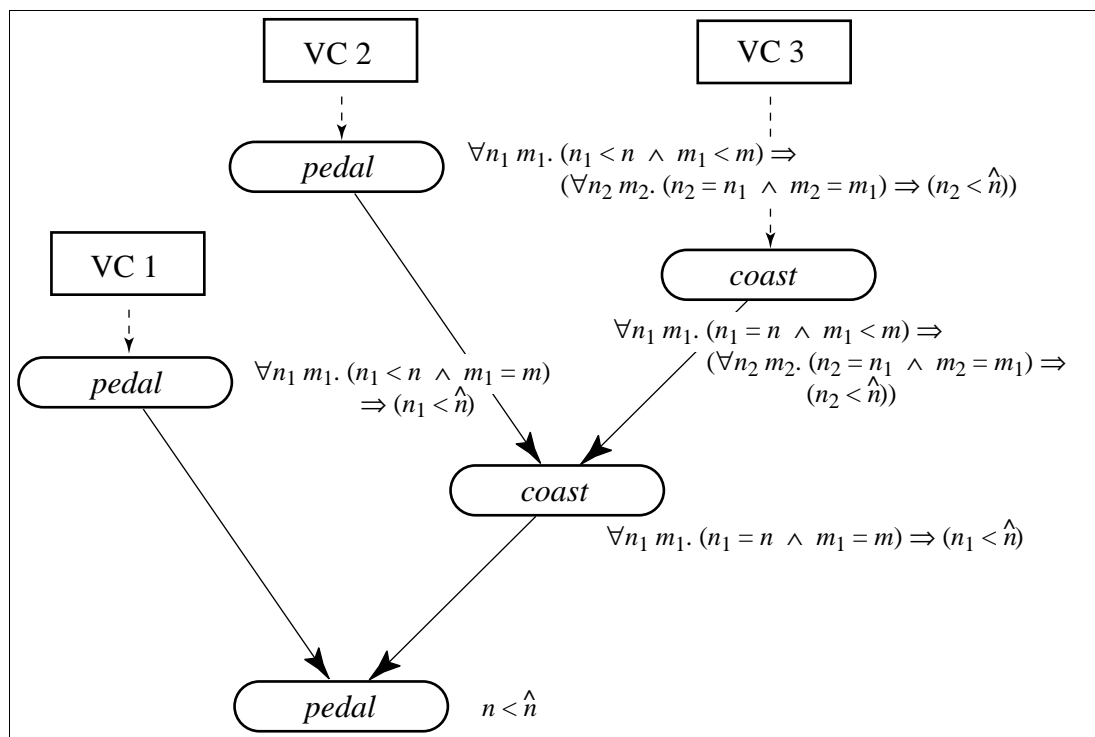 VC 2
VC 3
pedal
∀n₁ m₁. (n₁ < n ∧ m₁ < m) ⇒
(∀n₂ m₂. (n₂ = n₁ ∧ m₂ = m₁) ⇒ (n₂ < n̂))
VC 1
coast
∀n₁ m₁. (n₁ = n ∧ m₁ < m) ⇒
(∀n₂ m₂. (n₂ = n₁ ∧ m₂ = m₁) ⇒
(n₂ < n̂))
pedal
∀n₁ m₁. (n₁ < n ∧ m₁ = m)
⇒ (n₁ < n̂)
coast
∀n₁ m₁. (n₁ = n ∧ m₁ = m) ⇒ (n₁ < n̂)
pedal
n < n̂